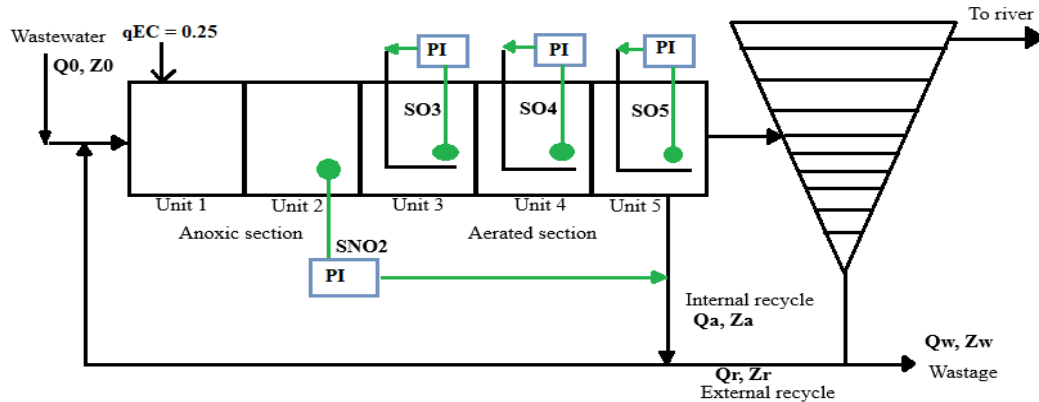 To river
Wastewater
qEC = 0.25
Q0, Z0
PI
PI
PI
SO3
SO4
SO5
Unit 1
Unit 2
Unit 3
Unit 4
Unit 5
Anoxic section
Aerated section
SNO2
PI
Internal recycle
Qa, Za
Qw, Zw
Wastage
Qr, Zr
External recycle